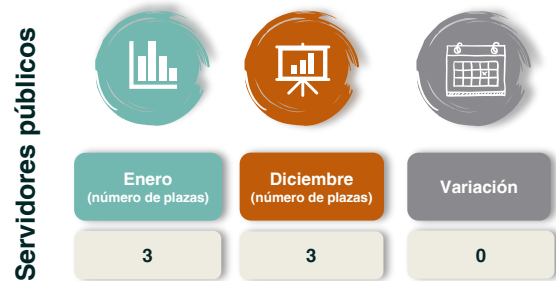 Servidores públicos
Enero
(número de plazas)
Diciembre
(número de plazas)
Variación
3
3
0